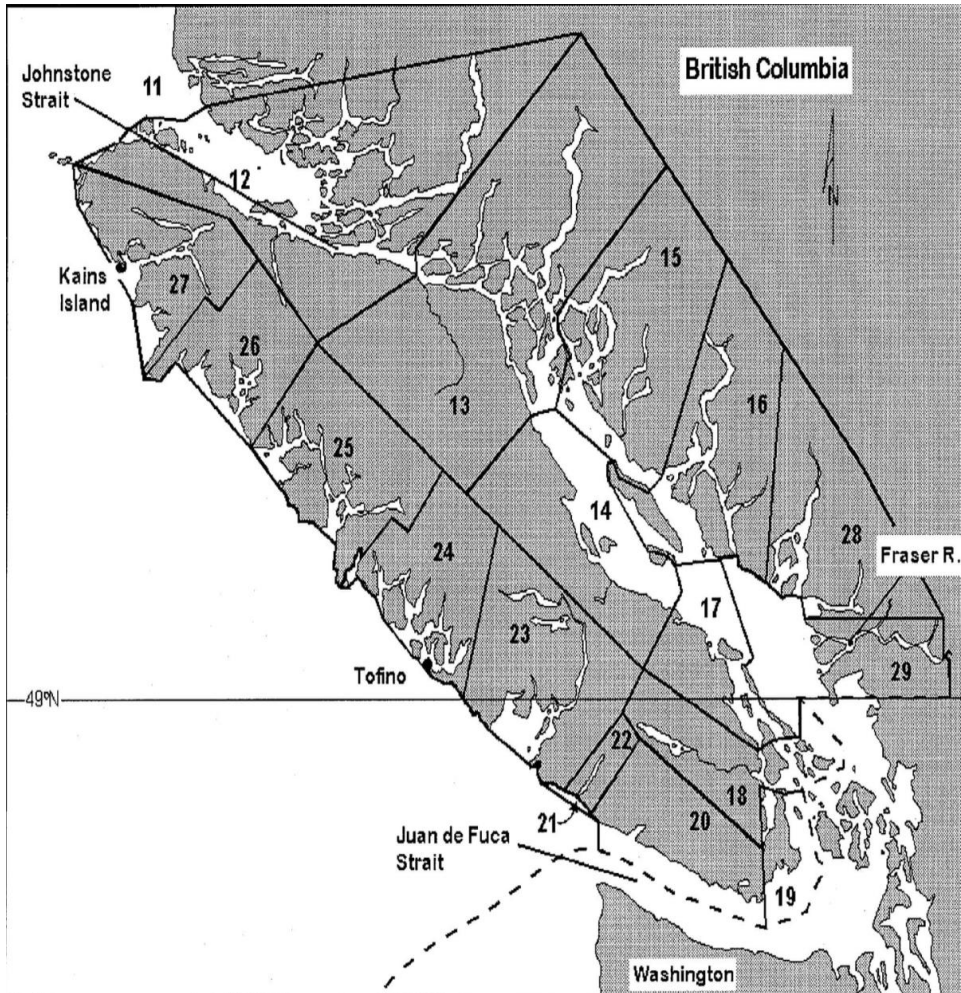 British Columbia
Johnstone
Strait
11
12
N
15
Kains
Island
27
26
13
16
25
14
28
24
Fraser R.
17
23
29
Tofino
49ºN
22
18
21
20
Juan de Fuca
Strait
19
Washington